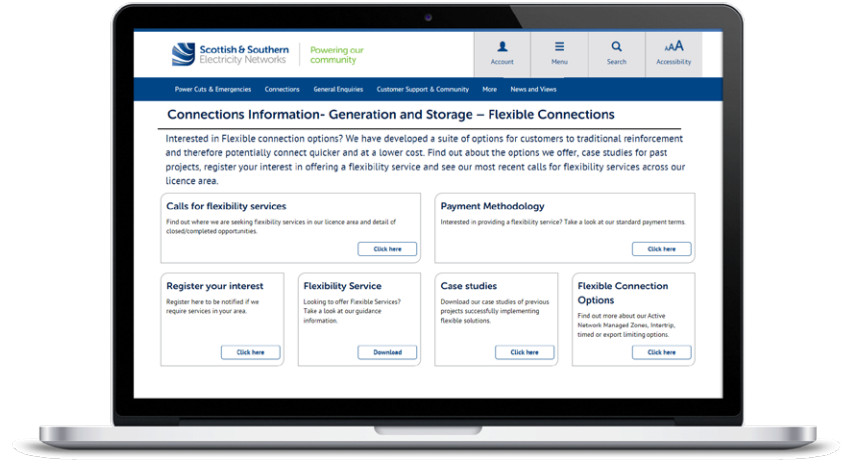 Scottish & Southern
Electricity Networks
Powering our
community
Account
Menu
Search
AAA
Accessibility
Power Cuts & Emergencies Connections General Enquiries Customer Support & Community More News and Views
Connections Information- Generation and Storage – Flexible Connections
Interested in Flexible connection options? We have developed a suite of options for customers to traditional reinforcement
and therefore potentially connect quicker and at a lower cost. Find out about the options we offer, case studies for past
projects, register your interest in offering a flexibility service and see our most recent calls for flexibility services across our
licence area.
Calls for flexibility services
Find out where we are seeking flexibility services in our licence area and detail of
closed/completed opportunities.
Click here
Payment Methodology
Interested in providing a flexibility service? Take a look at our standard payment terms.
Click here
Register your interest
Register here to be notified if we
require services in your area.
Click here
Flexibility Service
Looking to offer Flexible Services?
Take a look at our guidance
information.
Download
Case studies
Download our case studies of previous
projects successfully implementing
flexible solutions.
Click here
Flexible Connection
Options
Find out more about our Active
Network Managed Zones, Intertrip,
timed or export limiting options.
Click here